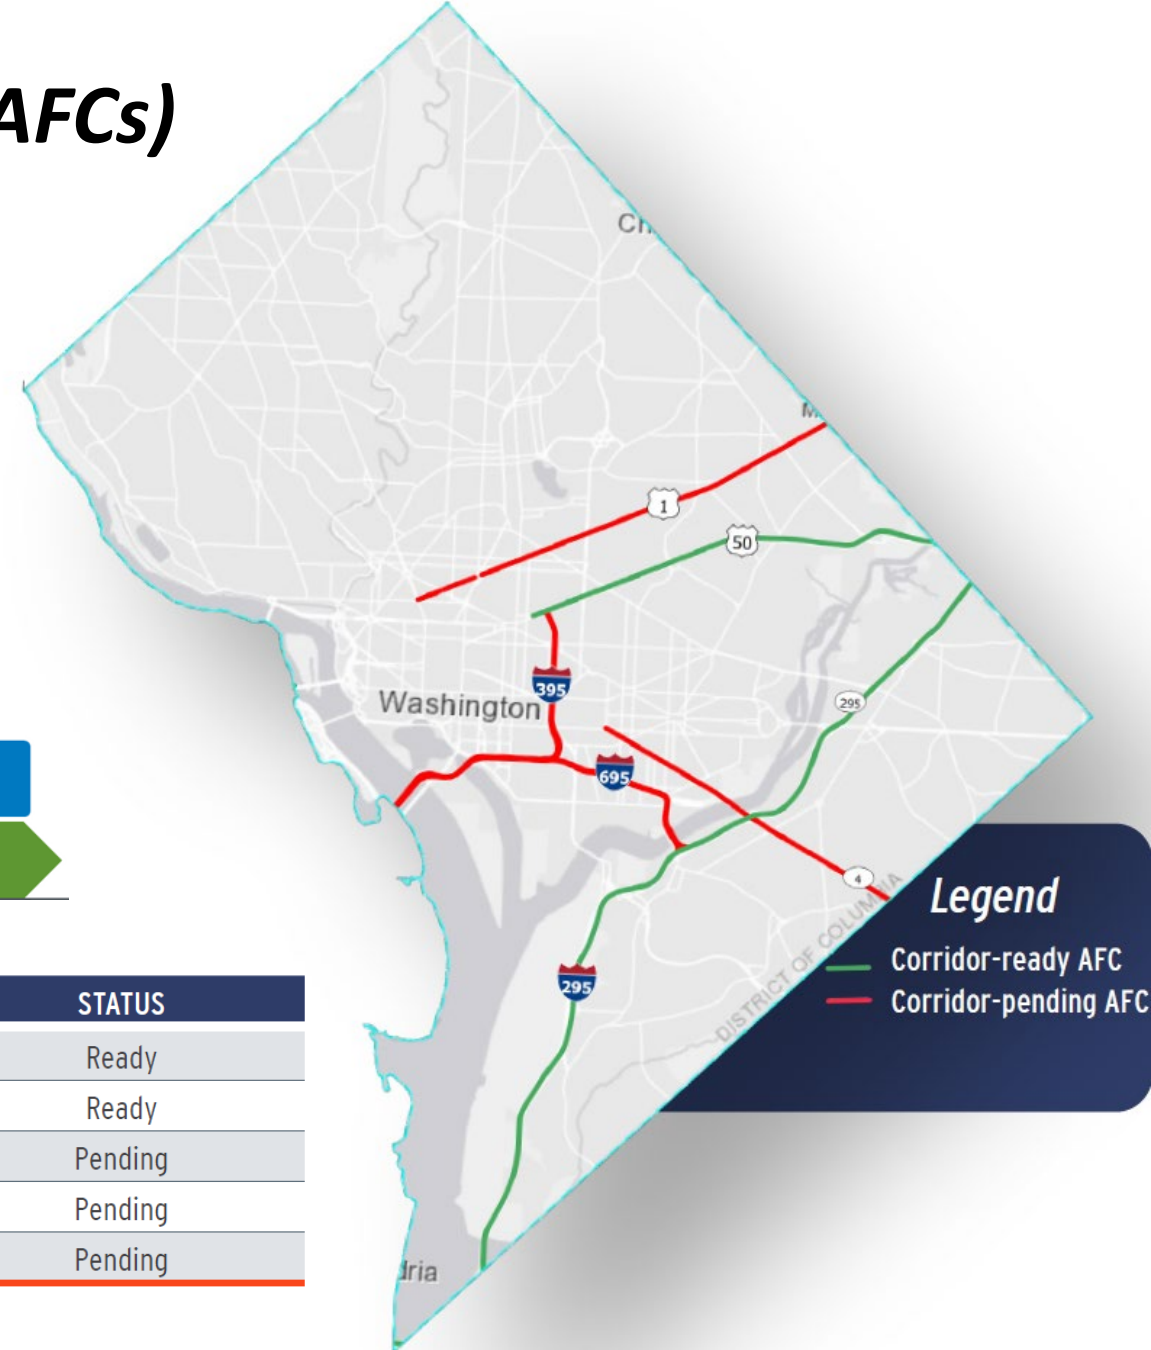 AFCs)
Ch
M
1
50
395
Washington
295
695
4
DISTRICT OF COLUMBIA
Legend
Corridor-ready AFC
Corridor-pending AFC
295
STATUS
Ready
Ready
Pending
Pending
Pending
dria